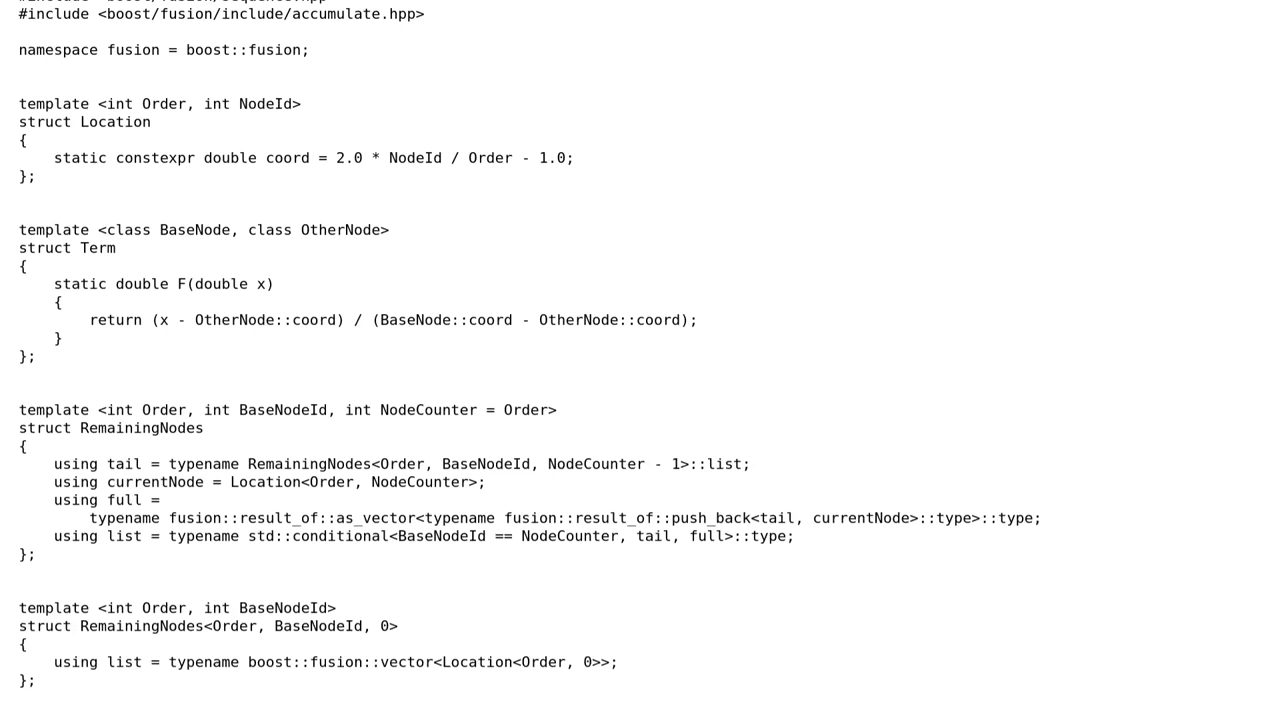 #include <boost/fusion/include/accumulate.hpp>
namespace fusion = boost::fusion;
template <int Order, int NodeId>
struct Location
{
    static constexpr double coord = 2.0 * NodeId / Order - 1.0;
};
template <class BaseNode, class OtherNode>
struct Term
{
    static double F(double x)
    {
        return (x - OtherNode::coord) / (BaseNode::coord - OtherNode::coord);
    }
};
template <int Order, int BaseNodeId, int NodeCounter = Order>
struct RemainingNodes
{
    using tail = typename RemainingNodes<Order, BaseNodeId, NodeCounter - 1>::list;
    using currentNode = Location<Order, NodeCounter>;
    using full =
        typename fusion::result_of::as_vector<typename fusion::result_of::push_back<tail, currentNode>::type>::type;
    using list = typename std::conditional<BaseNodeId == NodeCounter, tail, full>::type;
};
template <int Order, int BaseNodeId>
struct RemainingNodes<Order, BaseNodeId, 0>
{
    using list = typename boost::fusion::vector<Location<Order, 0>>;
};